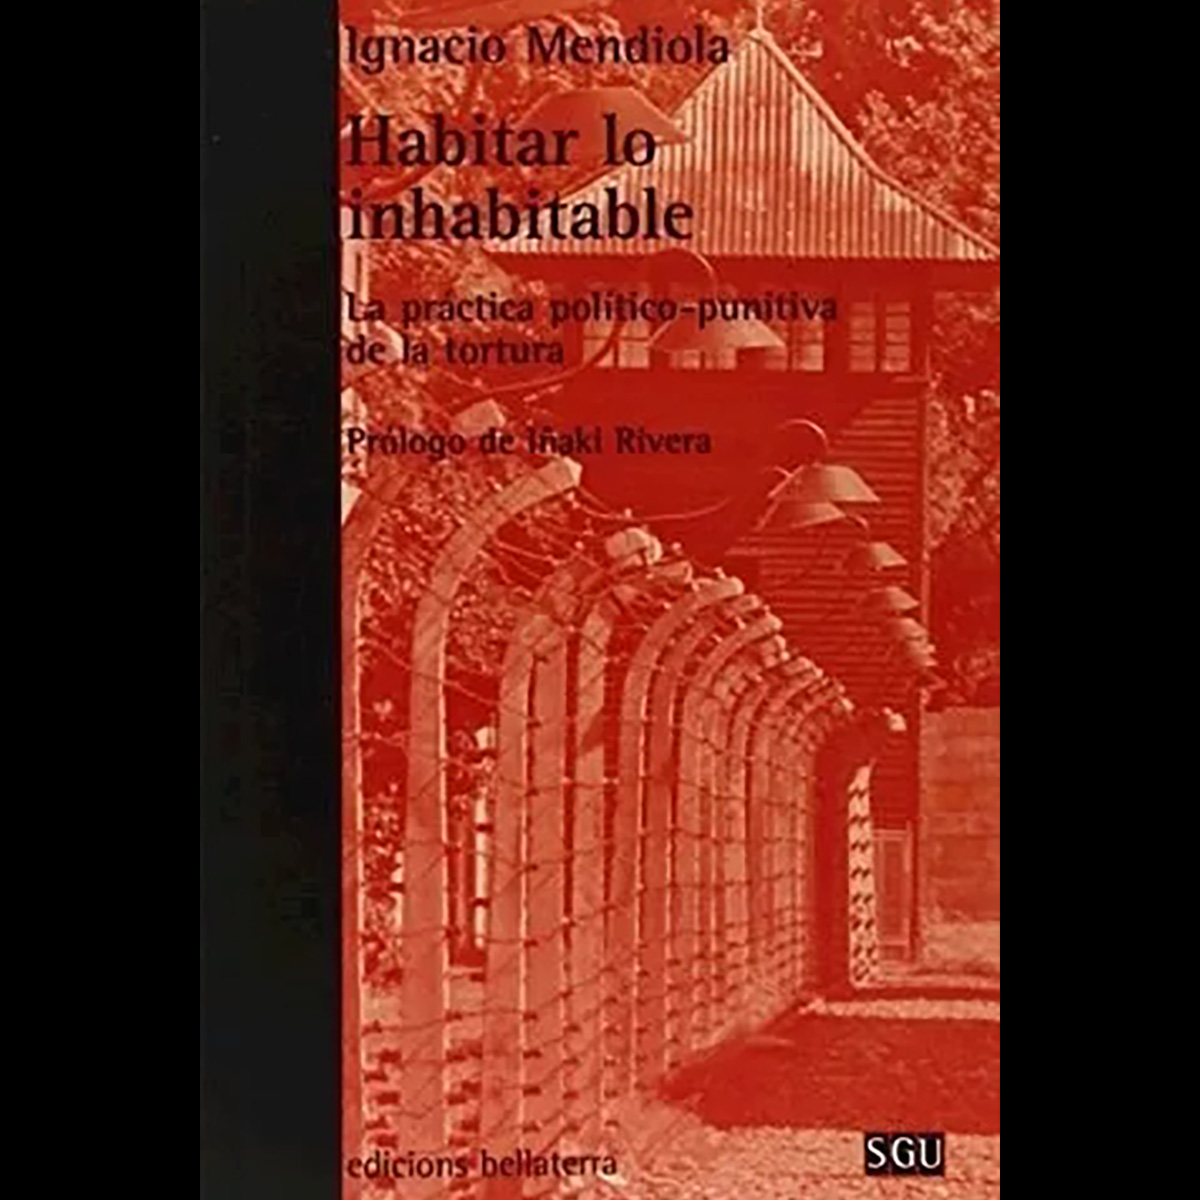 Ignacio Mendiola
Habitar lo
inhabitable
La práctica político-punitiva
de la tortura
Prólogo de Iñaki Rivera
edicions bellaterra
SGU